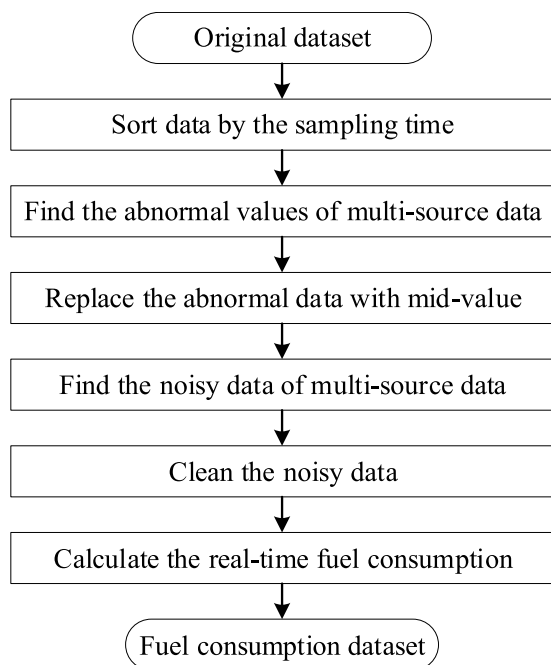 Original dataset
Sort data by the sampling time
Find the abnormal values of multi-source data
Replace the abnormal data with mid-value
Find the noisy data of multi-source data
Clean the noisy data
Calculate the real-time fuel consumption
Fuel consumption dataset